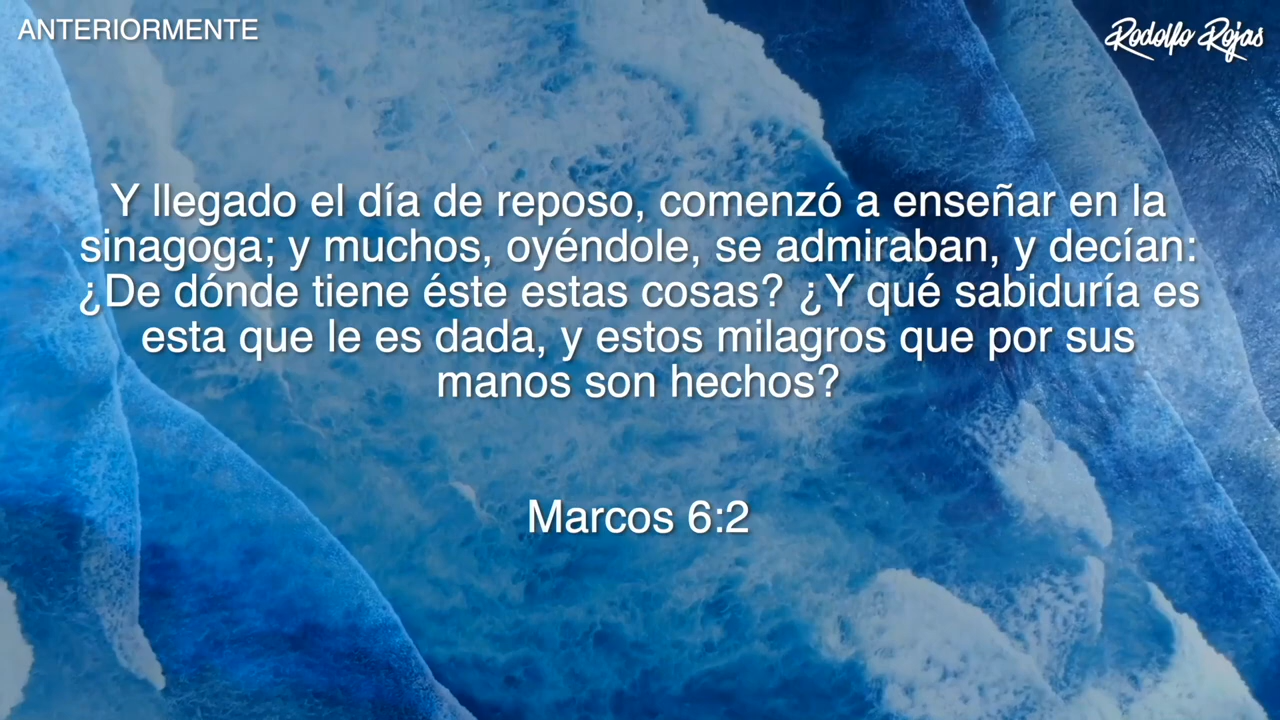 ANTERIORMENTE
Rodolfo Rojas
Y llegado el día de reposo, comenzó a enseñar en la
sinagoga; y muchos, oyéndole, se admiraban, y decían:
¿De dónde tiene éste estas cosas? ¿Y qué sabiduría es
esta que le es dada, y estos milagros que por sus
manos son hechos?
Marcos 6:2